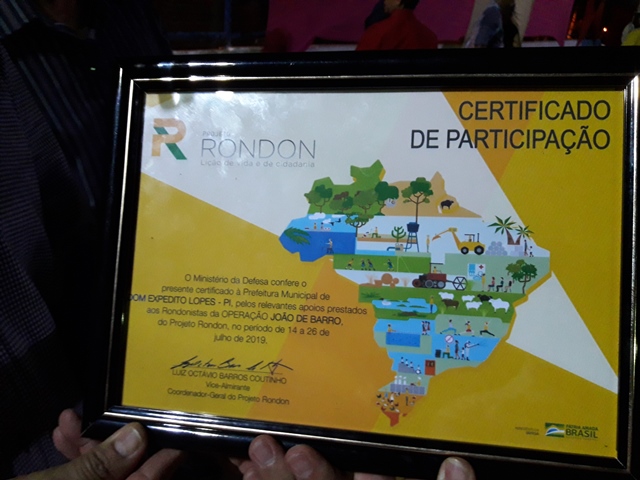 CERTIFICADO
DE PARTICIPAÇÃO
PROJETO
RONDON
Lição de vida e de cidadania
O Ministério da Defesa confere o
presente certificado à Prefeitura Municipal de
DOM EXPEDITO LOPES - PI, pelos relevantes apoios prestados
aos Rondonistas da OPERAÇÃO JOÃO DE BARRO,
do Projeto Rondon, no período de 14 a 26 de
julho de 2019.
LUIZ OCTÁVIO BARROS COUTINHO
Vice-Almirante
Coordenador-Geral do Projeto Rondon
PÁTRIA AMADA
BRASIL